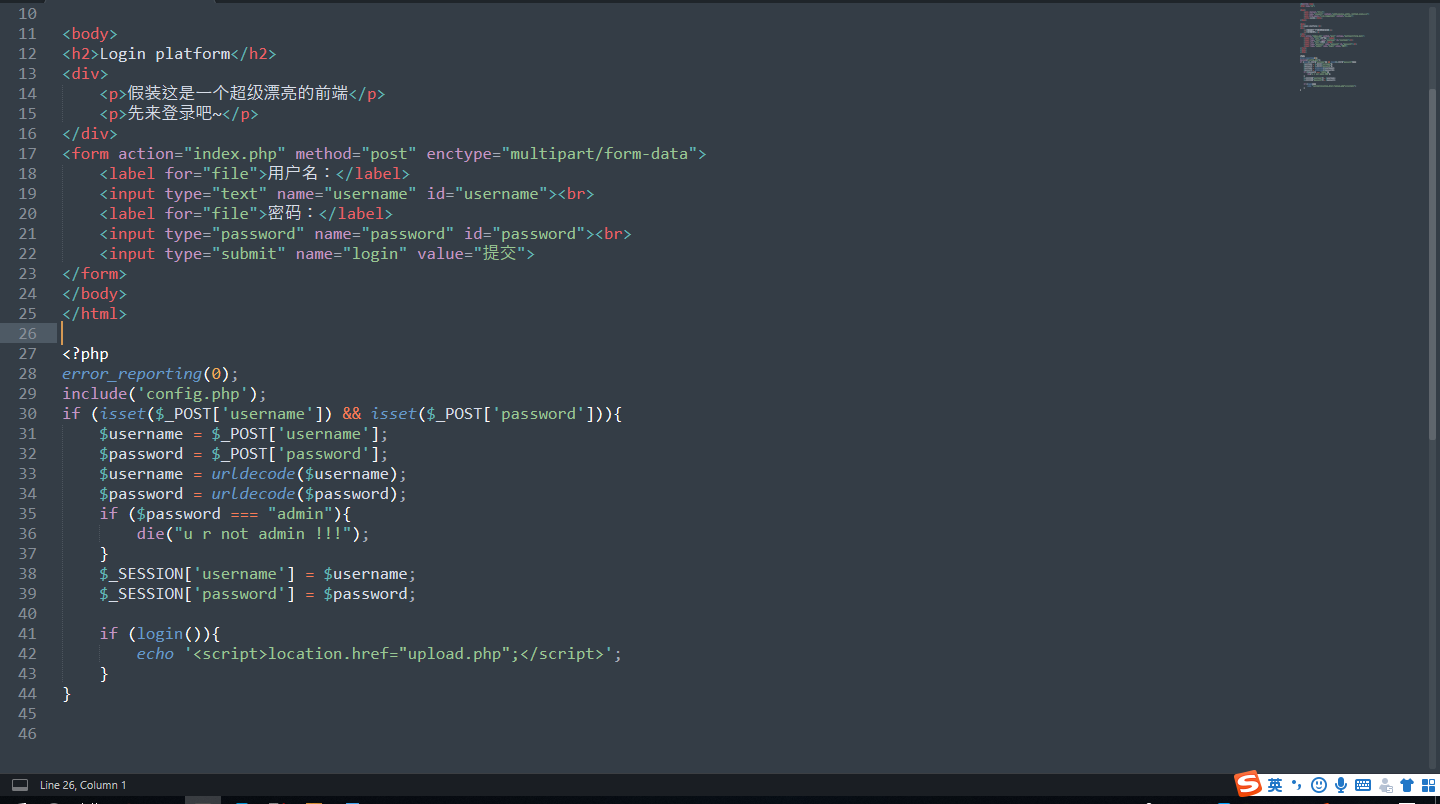 10
11 <body>
12 <h2>Login platform</h2>
13 <div>
14     <p>假装这是一个超级漂亮的前端</p>
15     <p>先来登录吧~</p>
16 </div>
17 <form action="index.php" method="post" enctype="multipart/form-data">
18     <label for="file">用户名：</label>
19     <input type="text" name="username" id="username"><br>
20     <label for="file">密码：</label>
21     <input type="password" name="password" id="password"><br>
22     <input type="submit" name="login" value="提交">
23 </form>
24 </body>
25 </html>
26
27 <?php
28 error_reporting(0);
29 include('config.php');
30 if (isset($_POST['username']) && isset($_POST['password'])){
31     $username = $_POST['username'];
32     $password = $_POST['password'];
33     $username = urldecode($username);
34     $password = urldecode($password);
35     if ($password === "admin"){
36         die("u r not admin !!!");
37     }
38     $_SESSION['username'] = $username;
39     $_SESSION['password'] = $password;
40
41     if (login()){
42         echo '<script>location.href="upload.php";</script>';
43     }
44 }
45
46
Line 26, Column 1
S 英